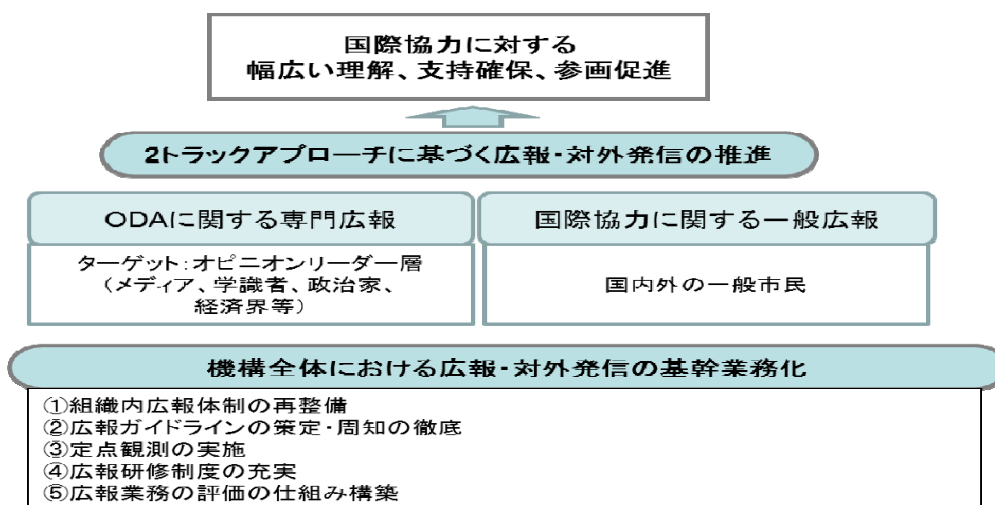 国際協力に対する
幅広い理解、支持確保、参画促進
2トラックアプローチに基づく広報・対外発信の推進
ODAに関する専門広報
ターゲット:オピニオンリーダー層
(メディア、学識者、政治家、
経済界等)
国際協力に関する一般広報
国内外の一般市民
機構全体における広報・対外発信の基幹業務化
①組織内広報体制の再整備
②広報ガイドラインの策定・周知の徹底
③定点観測の実施
④広報研修制度の充実
⑤広報業務の評価の仕組み構築